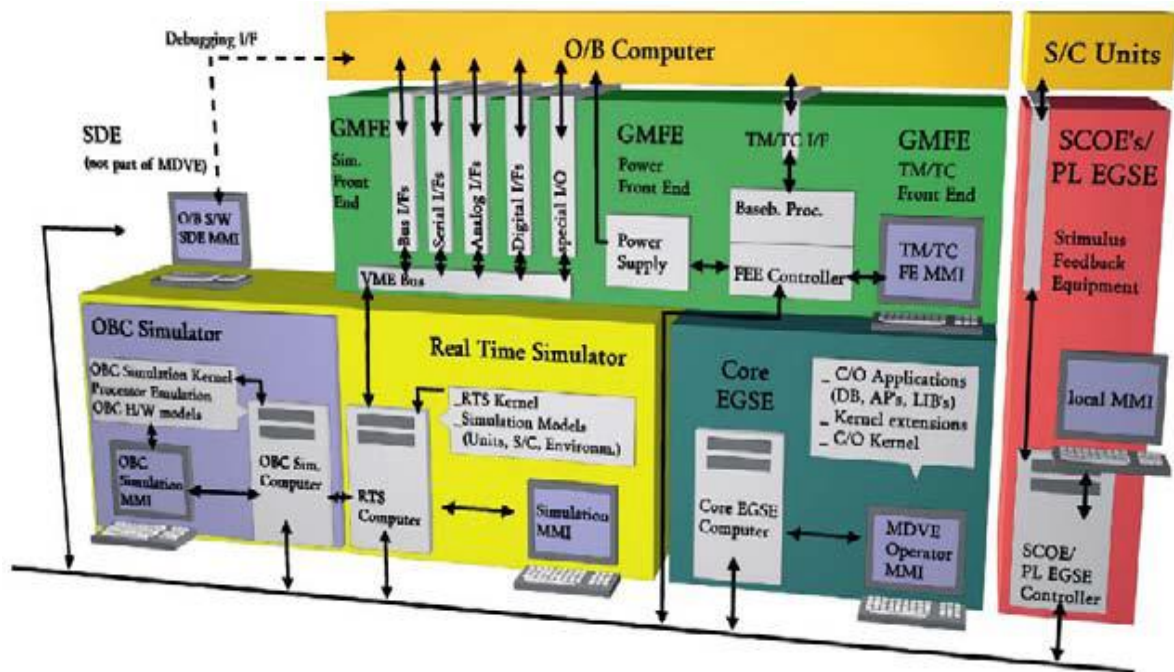 Debugging I/F
O/B Computer
S/C Units
SDE
(not part of MDVE)
O/B S/W
SDE MMI
GMFE
Sim.
Front
End
Bus I/Fs
Serial I/Fs
Analog I/Fs
Digital I/Fs
special I/O
VME Bus
GMFE
Power
Front End
Power
Supply
TM/TC I/F
Baseb. Proc.
FEE Controller
GMFE
TM/TC
Front End
TM/TC
FE MMI
SCOE's/
PL EGSE
Stimulus
Feedback
Equipment
local MMI
SCOE/
PL EGSE
Controller
OBC Simulator
OBC Simulation Kernel
Processor Emulation
OBC H/W models
OBC
Simulation
MMI
OBC Sim.
Computer
Real Time Simulator
_RTS Kernel
_Simulation Models
(Units, S/C, Environm.)
RTS
Computer
Simulation
MMI
Core
EGSE
_ C/O Applications
(DB, AP's, LIB's)
_ Kernel extensions
_ C/O Kernel
Core EGSE
Computer
MDVE
Operator
MMI